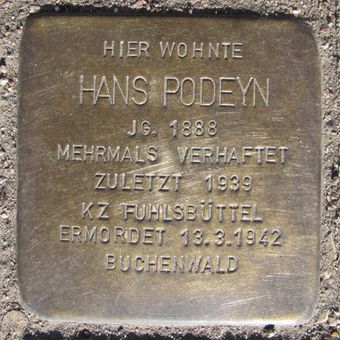 HIER WOHNTE
HANS PODEYN
JG. 1888
MEHRMALS VERHAFTET
ZULETZT 1939
KZ FUHLSBÜTTEL
ERMORDET 13.3.1942
BUCHENWALD